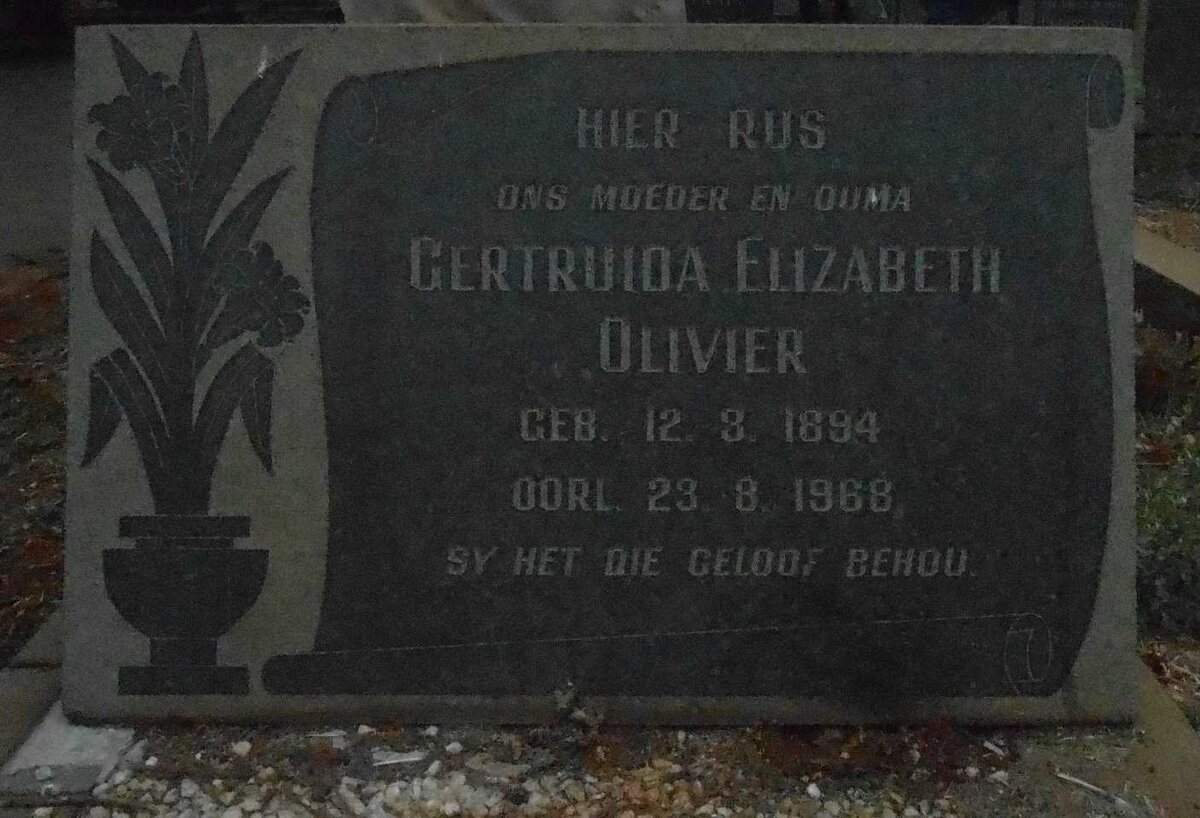 HIER RUS
ONS MOEDER EN OUMA
GERTRUIDA ELIZABETH
OLIVIER
GEB. 12. 3. 1894
OORL. 23. 8. 1968
SY HET DIE GELOOF BEHOU.